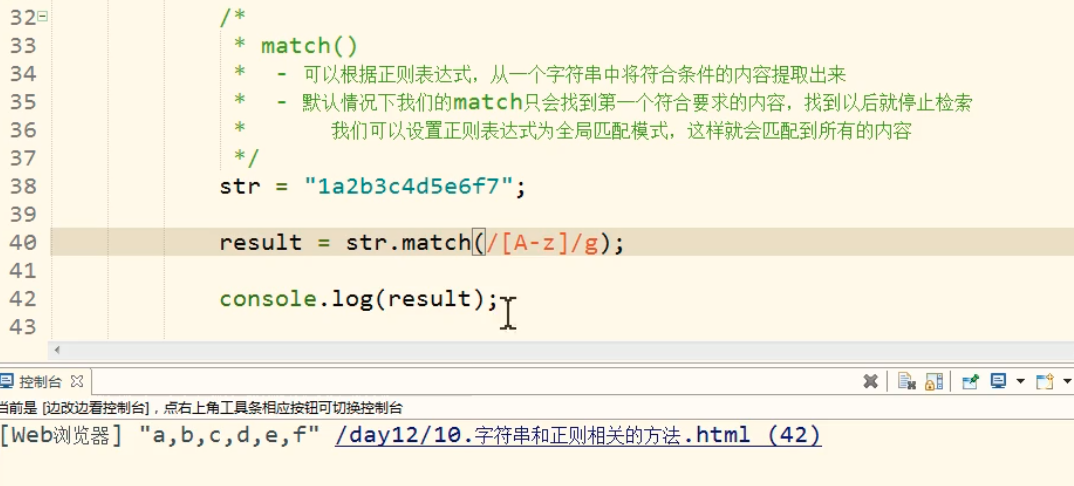 32 /*
33 * match()
34 * - 可以根据正则表达式，从一个字符串中将符合条件的内容提取出来
35 * - 默认情况下我们的match只会找到第一个符合要求的内容，找到以后就停止检索
36 * 我们可以设置正则表达式为全局匹配模式，这样就会匹配到所有的内容
37 */
38 str = "1a2b3c4d5e6f7";
39
40 result = str.match(/[A-z]/g);
41
42 console.log(result);
43
控制台
当前是 [边改边看控制台]，点右上角工具条相应按钮可切换控制台
[Web浏览器] "a,b,c,d,e,f" /day12/10.字符串和正则相关的方法.html (42)